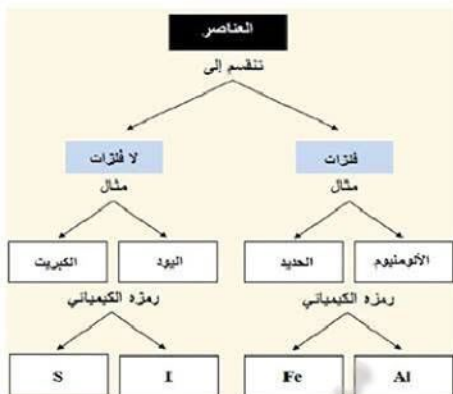 العناصر
تنقسم إلى
فلزات لا فلزات
مثال مثال
الألومنيوم الحديد اليود الكبريت
رمزه الكيميائي رمزه الكيميائي
Al Fe I S